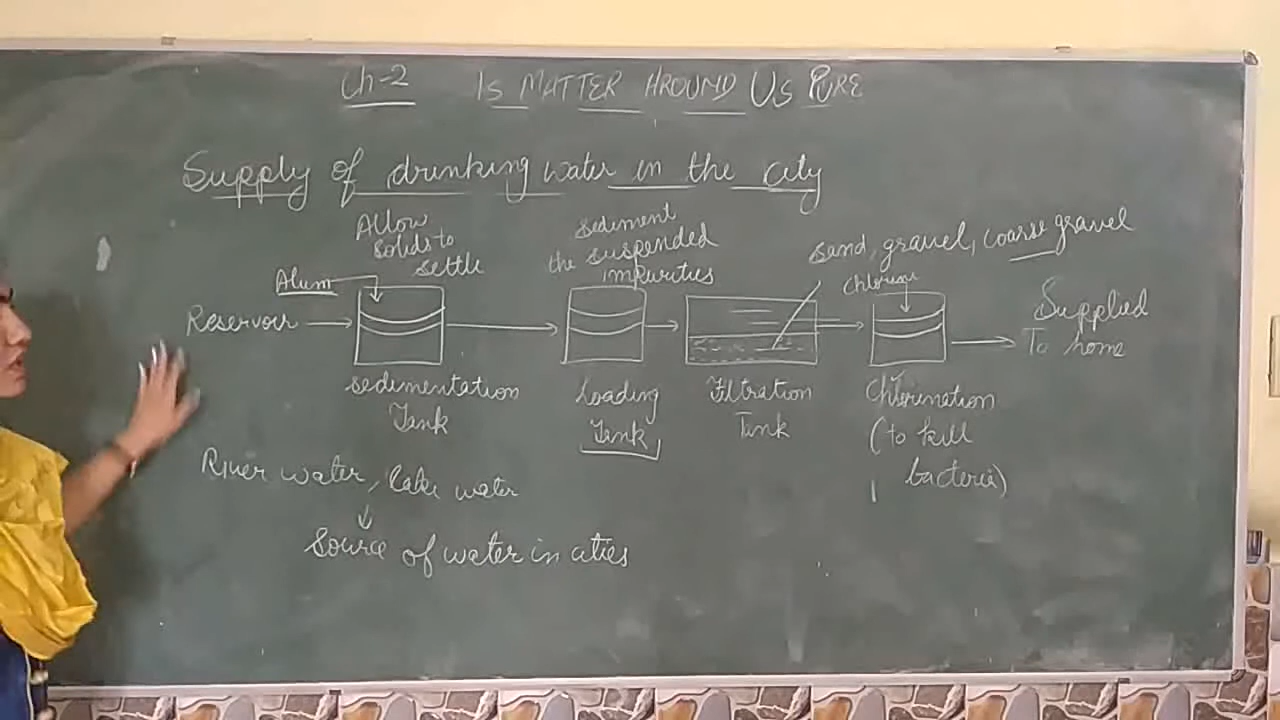 Ch-2 IS MATTER AROUND US PURE
Supply of drinking water in the city
Allow
solids to
settle
Sediment
the suspended
impurities
sand, gravel, coarse gravel
Alum
Chlorine
Reservoir
Supplied
To home
Sedimentation
Tank
Loading
Tank
Filtration
Tank
Chlorination
(to kill
bacteria)
River water, lake water
Source of water in cities